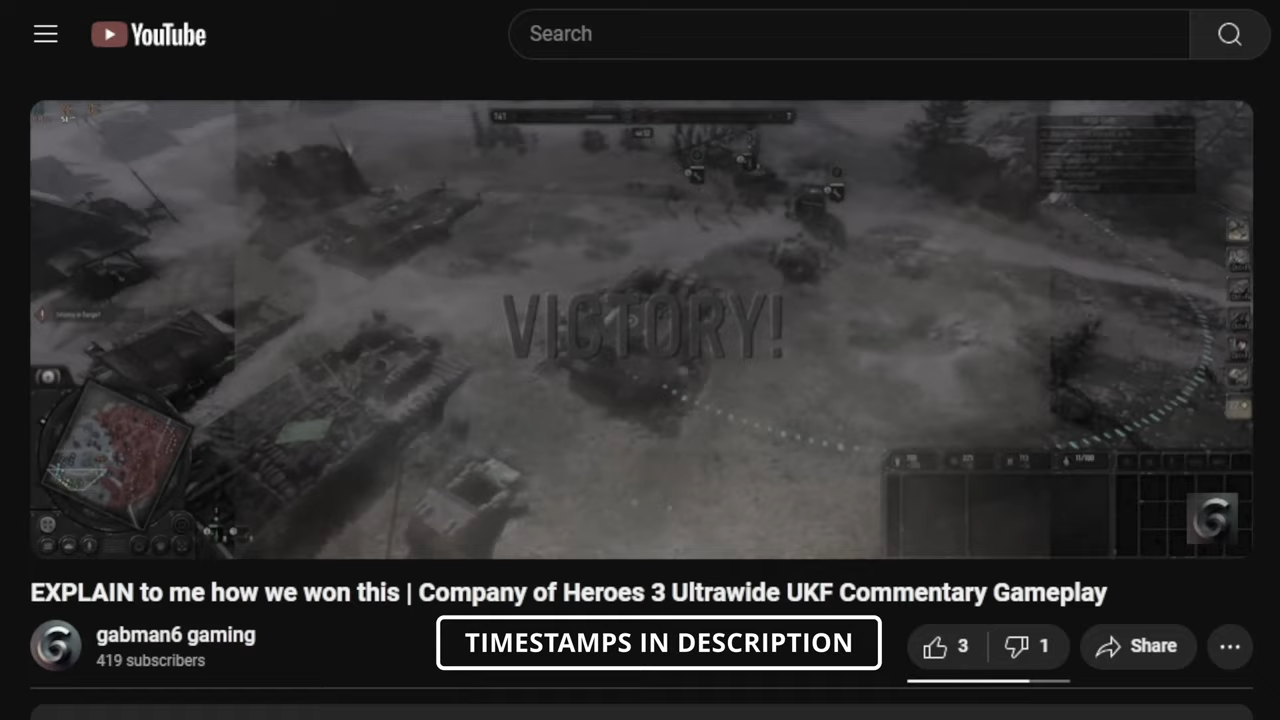 YouTube
Search
VICTORY!
EXPLAIN to me how we won this | Company of Heroes 3 Ultrawide UKF Commentary Gameplay
gabman6 gaming
419 subscribers
TIMESTAMPS IN DESCRIPTION
3
1
Share